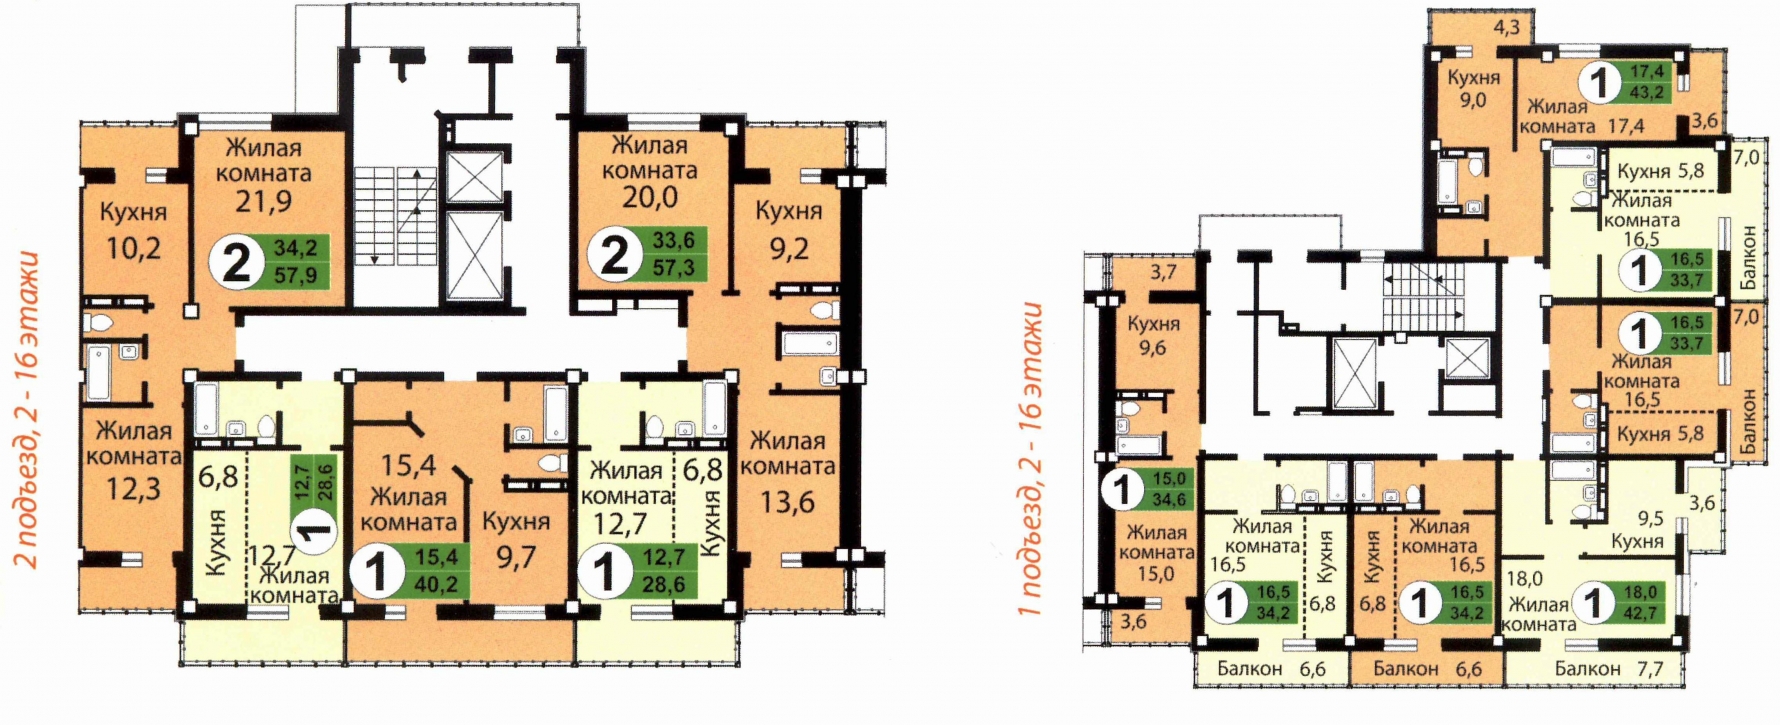 2 подъезд, 2 - 16 этажи
Жилая
комната
21,9
Кухня
10,2
2
34,2
57,9
Жилая
комната
20,0
2
33,6
57,3
Кухня
9,2
Жилая
комната
12,3
6,8
Кухня
12,7
28,6
1
12,7
Жилая
комната
15,4
Жилая
комната
1
15,4
40,2
Кухня
9,7
Жилая
комната
12,7
6,8
Кухня
1
12,7
28,6
Жилая
комната
13,6
1 подъезд, 2 - 16 этажи
4,3
Кухня
9,0
1
17,4
43,2
Жилая
комната 17,4
3,6
7,0
Кухня 5,8
Жилая
комната
16,5
1
16,5
33,7
Балкон
3,7
Кухня
9,6
1
16,5
33,7
7,0
Жилая
комната
16,5
Кухня 5,8
Балкон
1
15,0
34,6
Жилая
комната
15,0
3,6
Жилая
комната
16,5
Кухня
6,8
1
16,5
34,2
Балкон 6,6
Жилая
комната
16,5
Кухня
6,8
1
16,5
34,2
Балкон 6,6
9,5
Кухня
3,6
18,0
Жилая
комната
1
18,0
42,7
Балкон 7,7